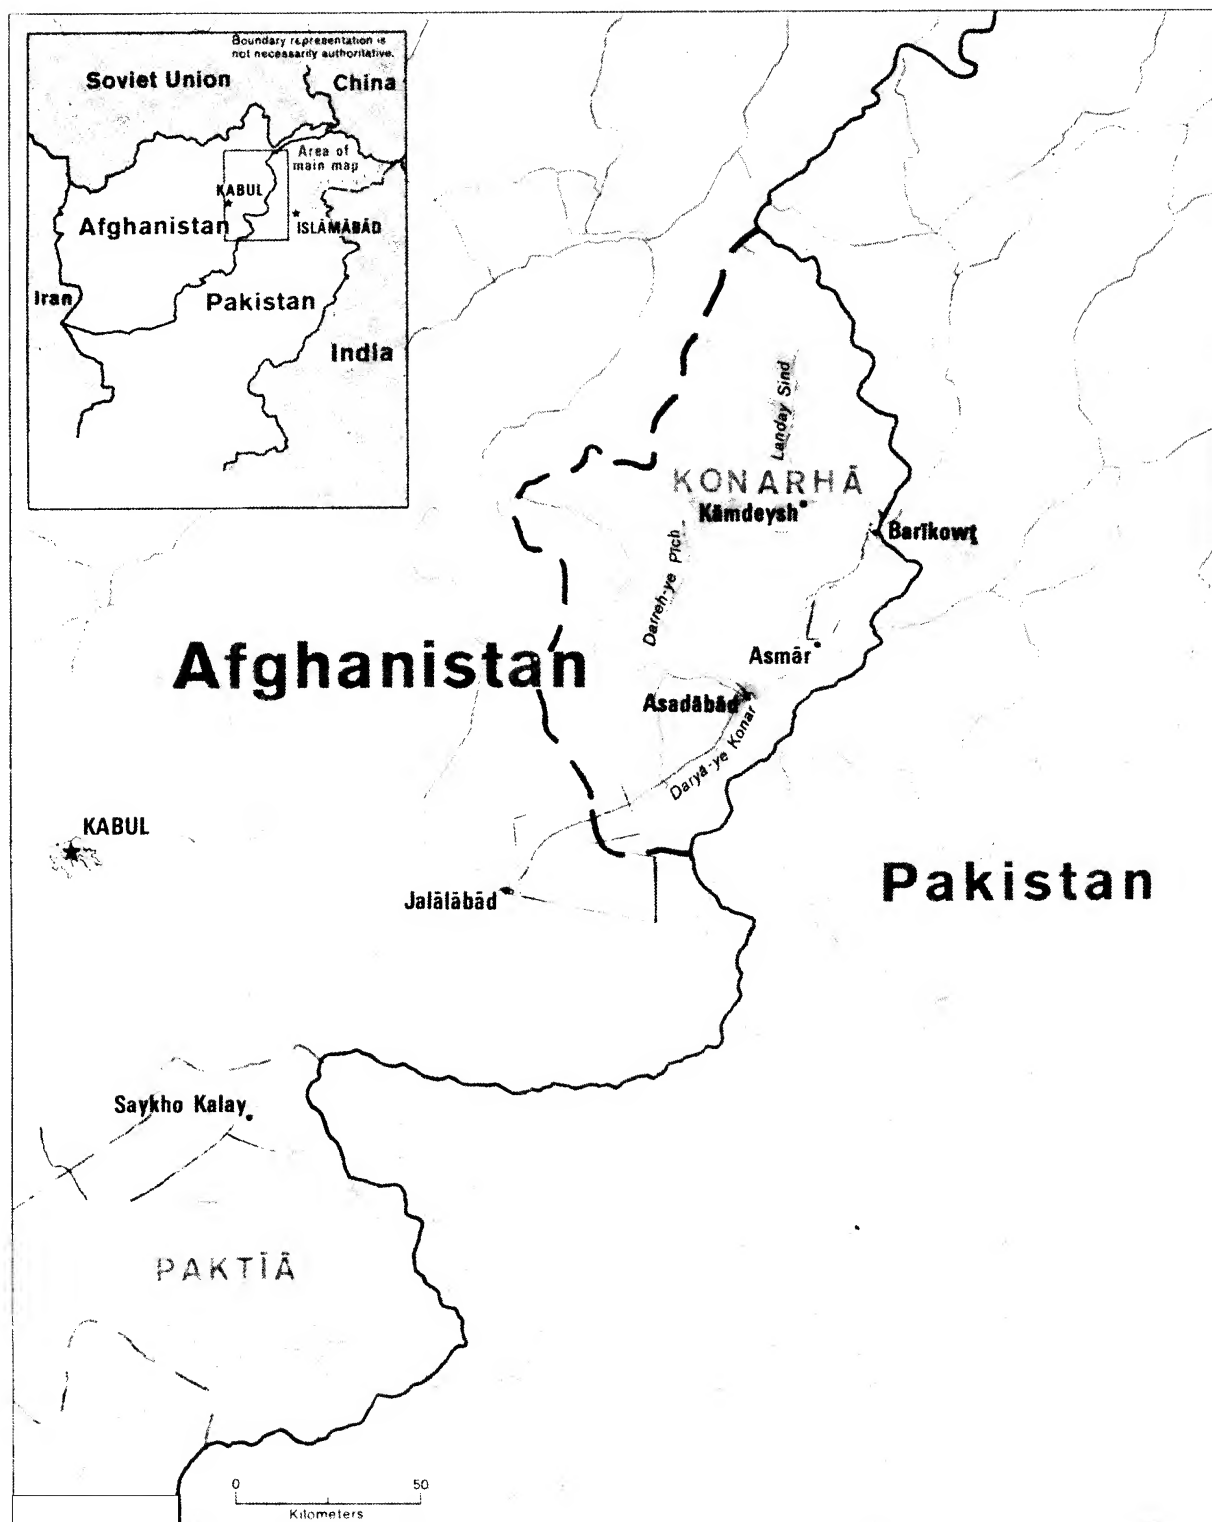 Boundary representation is
not necessarily authoritative.
Soviet Union
China
Area of
main map
KABUL
Afghanistan
ISLĀMĀBĀD
Iran
Pakistan
India
Landay Sind
KONARHĀ
Kāmdeysh
Barīkowṯ
Darreh-ye Pīch
Afghanistan
Asmār
Asadābād
Daryā-ye Konar
KABUL
Pakistan
Jalālābād
Saykho Kalay
PAKTĪĀ
0 50
Kilometers